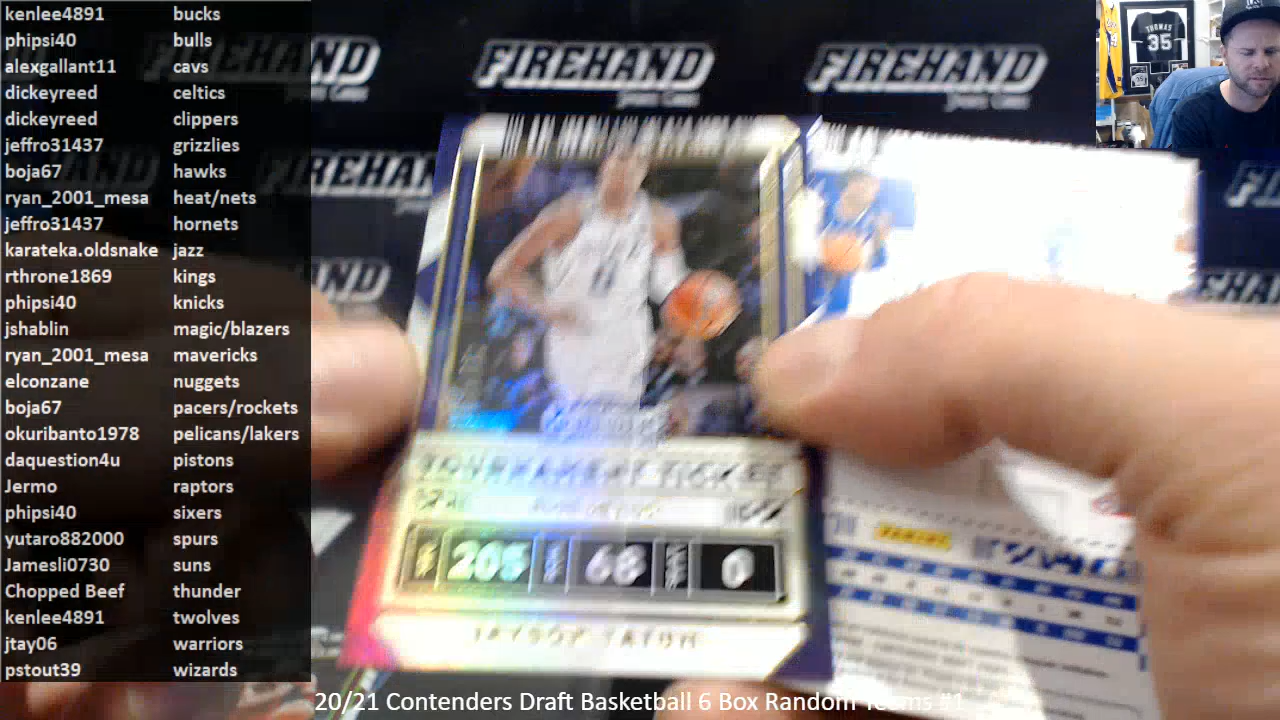 kenlee4891 bucks
phipsi40 bulls
alexgallant11 cavs
dickeyreed celtics
dickeyreed clippers
jeffro31437 grizzlies
boja67 hawks
ryan_2001_mesa heat/nets
jeffro31437 hornets
karateka.oldsnake jazz
rthrone1869 kings
phipsi40 knicks
jshablin magic/blazers
ryan_2001_mesa mavericks
elconzane nuggets
boja67 pacers/rockets
okuribanto1978 pelicans/lakers
daquestion4u pistons
Jermo raptors
phipsi40 sixers
yutaro882000 spurs
Jamesli0730 suns
Chopped Beef thunder
kenlee4891 twolves
jtay06 warriors
pstout39 wizards
FIREHAND
FIREHAND
THOMAS
35
TOURNAMENT TICKET
205 68 0
JAYSON TATUM
PANINI
20/21 Contenders Draft Basketball 6 Box Random Teams #1